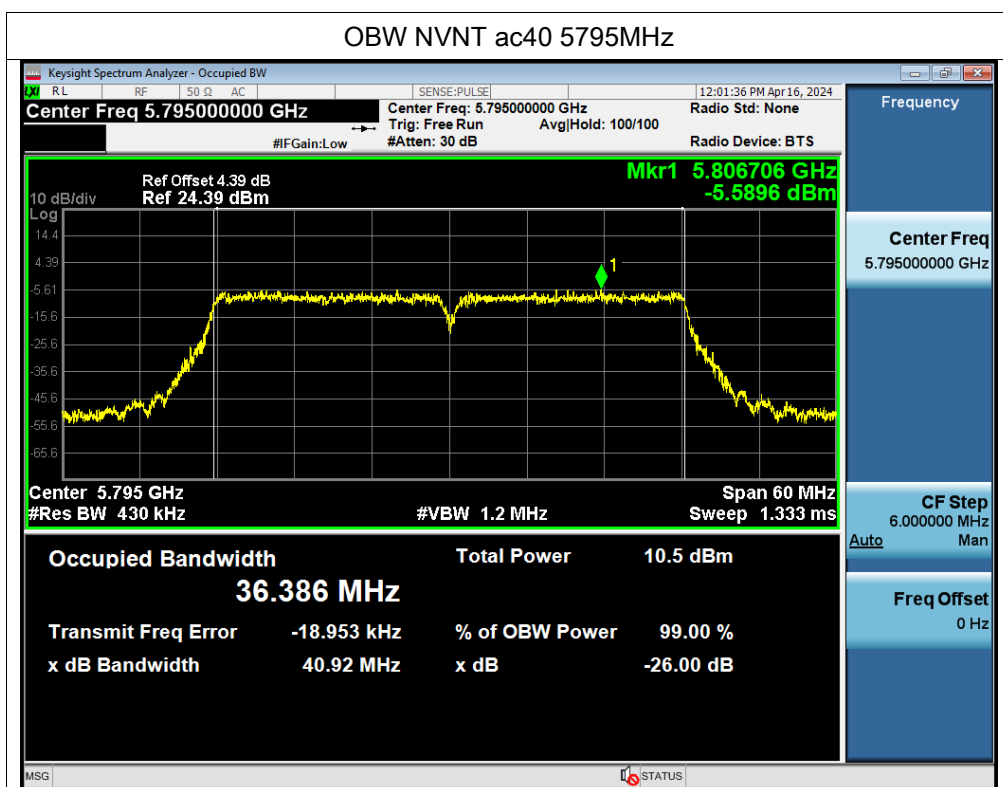 OBW NVNT ac40 5795MHz
Keysight Spectrum Analyzer - Occupied BW
LXI RL RF 50 Ω AC SENSE:PULSE 12:01:36 PM Apr 16, 2024
Center Freq 5.795000000 GHz
Center Freq: 5.795000000 GHz
Radio Std: None
Trig: Free Run Avg|Hold: 100/100
#IFGain:Low
#Atten: 30 dB
Radio Device: BTS
Frequency
Mkr1 5.806706 GHz
-5.5896 dBm
Ref Offset 4.39 dB
10 dB/div Ref 24.39 dBm
Log
14.4
4.39
-5.61
-15.6
-25.6
-35.6
-45.6
-55.6
-65.6
1
Center 5.795 GHz Span 60 MHz
#Res BW 430 kHz #VBW 1.2 MHz Sweep 1.333 ms
Occupied Bandwidth Total Power 10.5 dBm
36.386 MHz
Transmit Freq Error -18.953 kHz % of OBW Power 99.00 %
x dB Bandwidth 40.92 MHz x dB -26.00 dB
Center Freq
5.795000000 GHz
CF Step
6.000000 MHz
Auto Man
Freq Offset
0 Hz
MSG STATUS